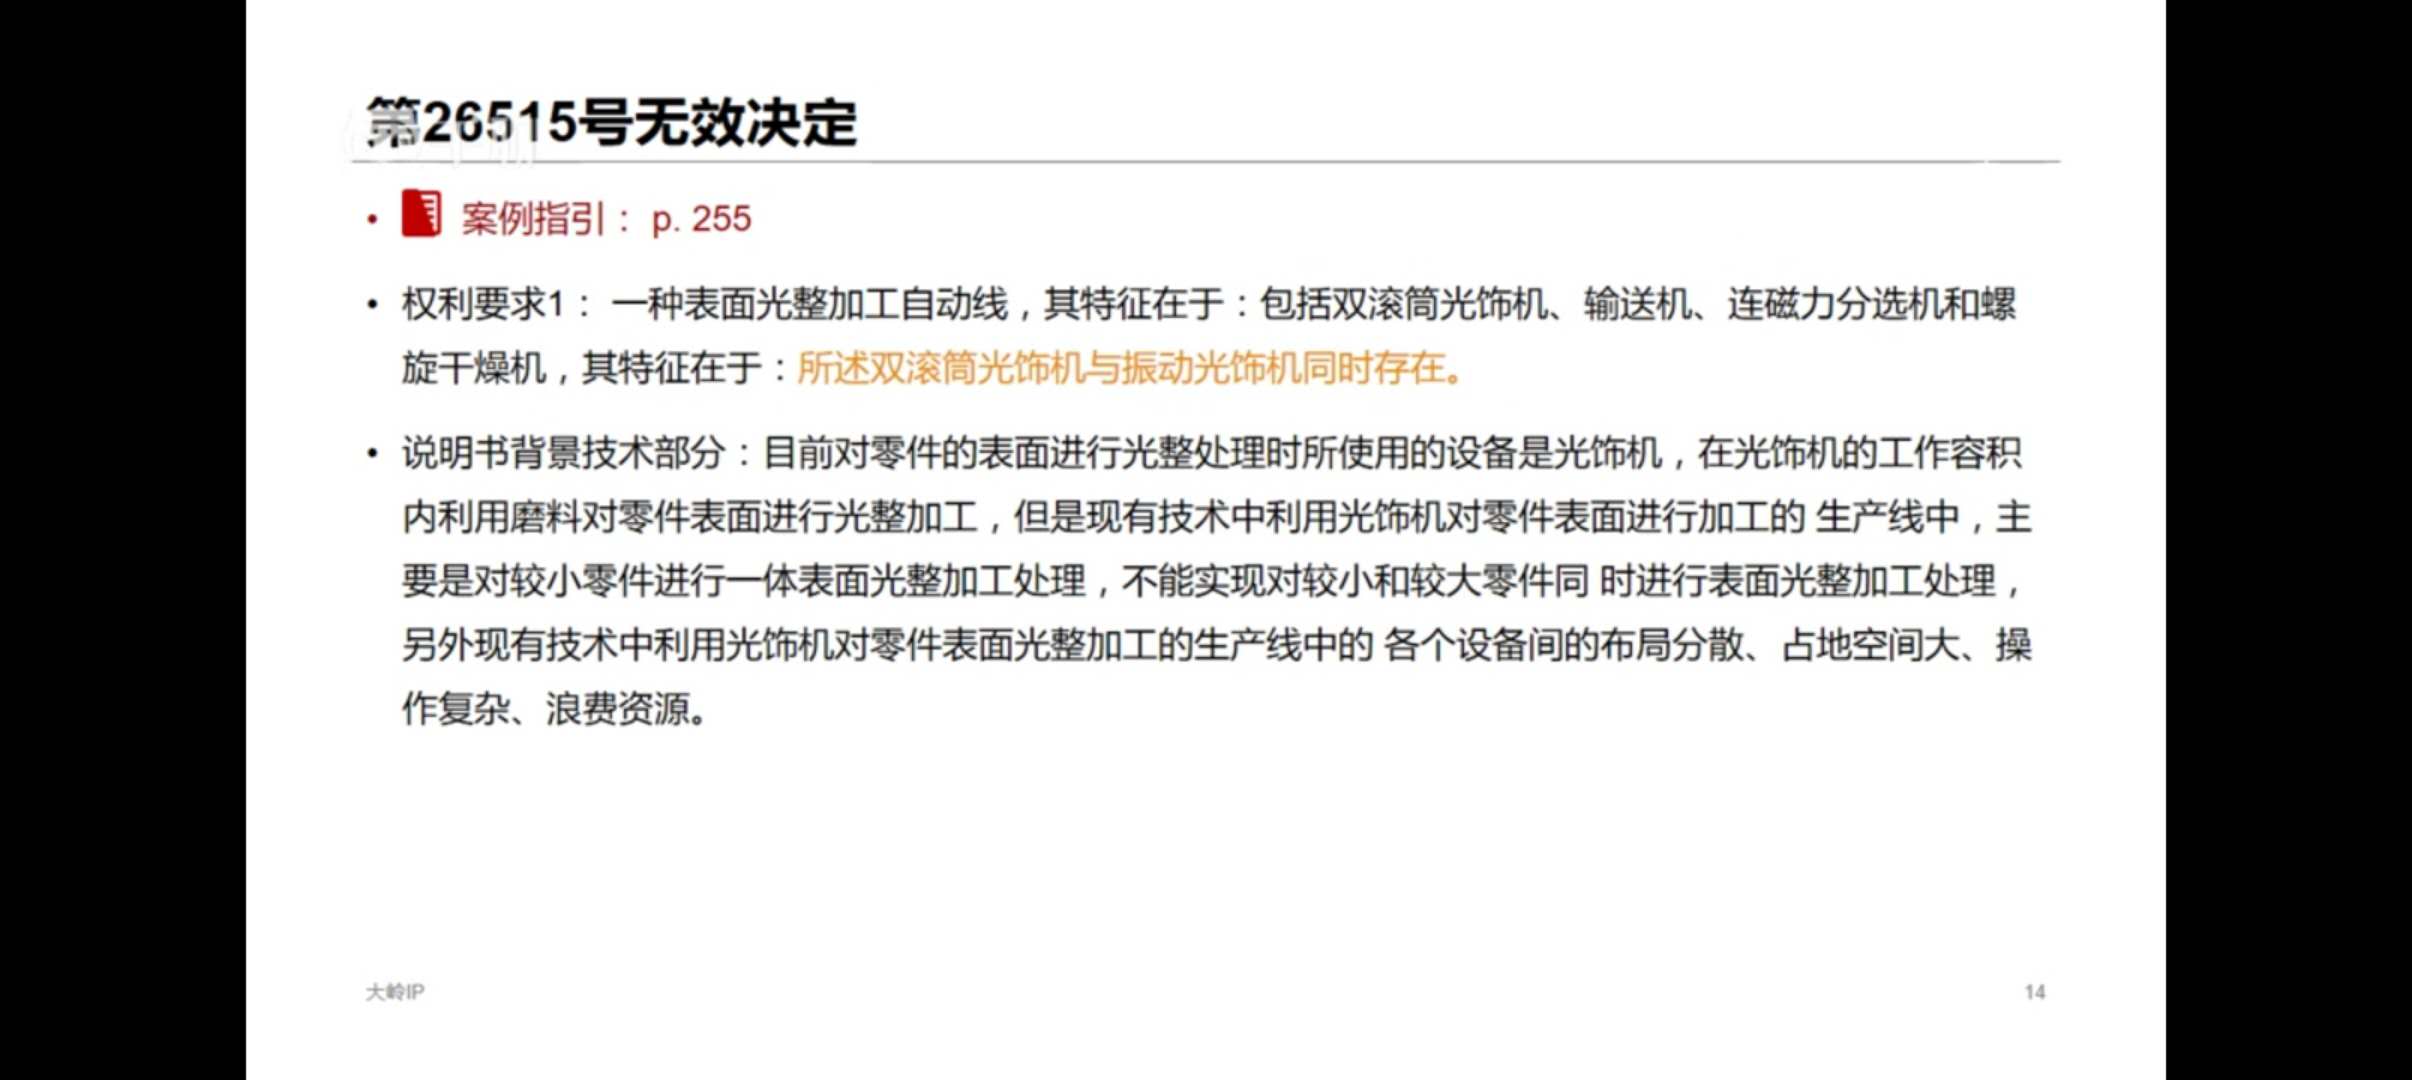 第26515号无效决定
• 案例指引： p. 255
• 权利要求1： 一种表面光整加工自动线，其特征在于：包括双滚筒光饰机、输送机、连磁力分选机和螺
旋干燥机，其特征在于：所述双滚筒光饰机与振动光饰机同时存在。
• 说明书背景技术部分：目前对零件的表面进行光整处理时所使用的设备是光饰机，在光饰机的工作容积
内利用磨料对零件表面进行光整加工，但是现有技术中利用光饰机对零件表面进行加工的 生产线中，主
要是对较小零件进行一体表面光整加工处理，不能实现对较小和较大零件同 时进行表面光整加工处理，
另外现有技术中利用光饰机对零件表面光整加工的生产线中的 各个设备间的布局分散、占地空间大、操
作复杂、浪费资源。
大岭IP
14